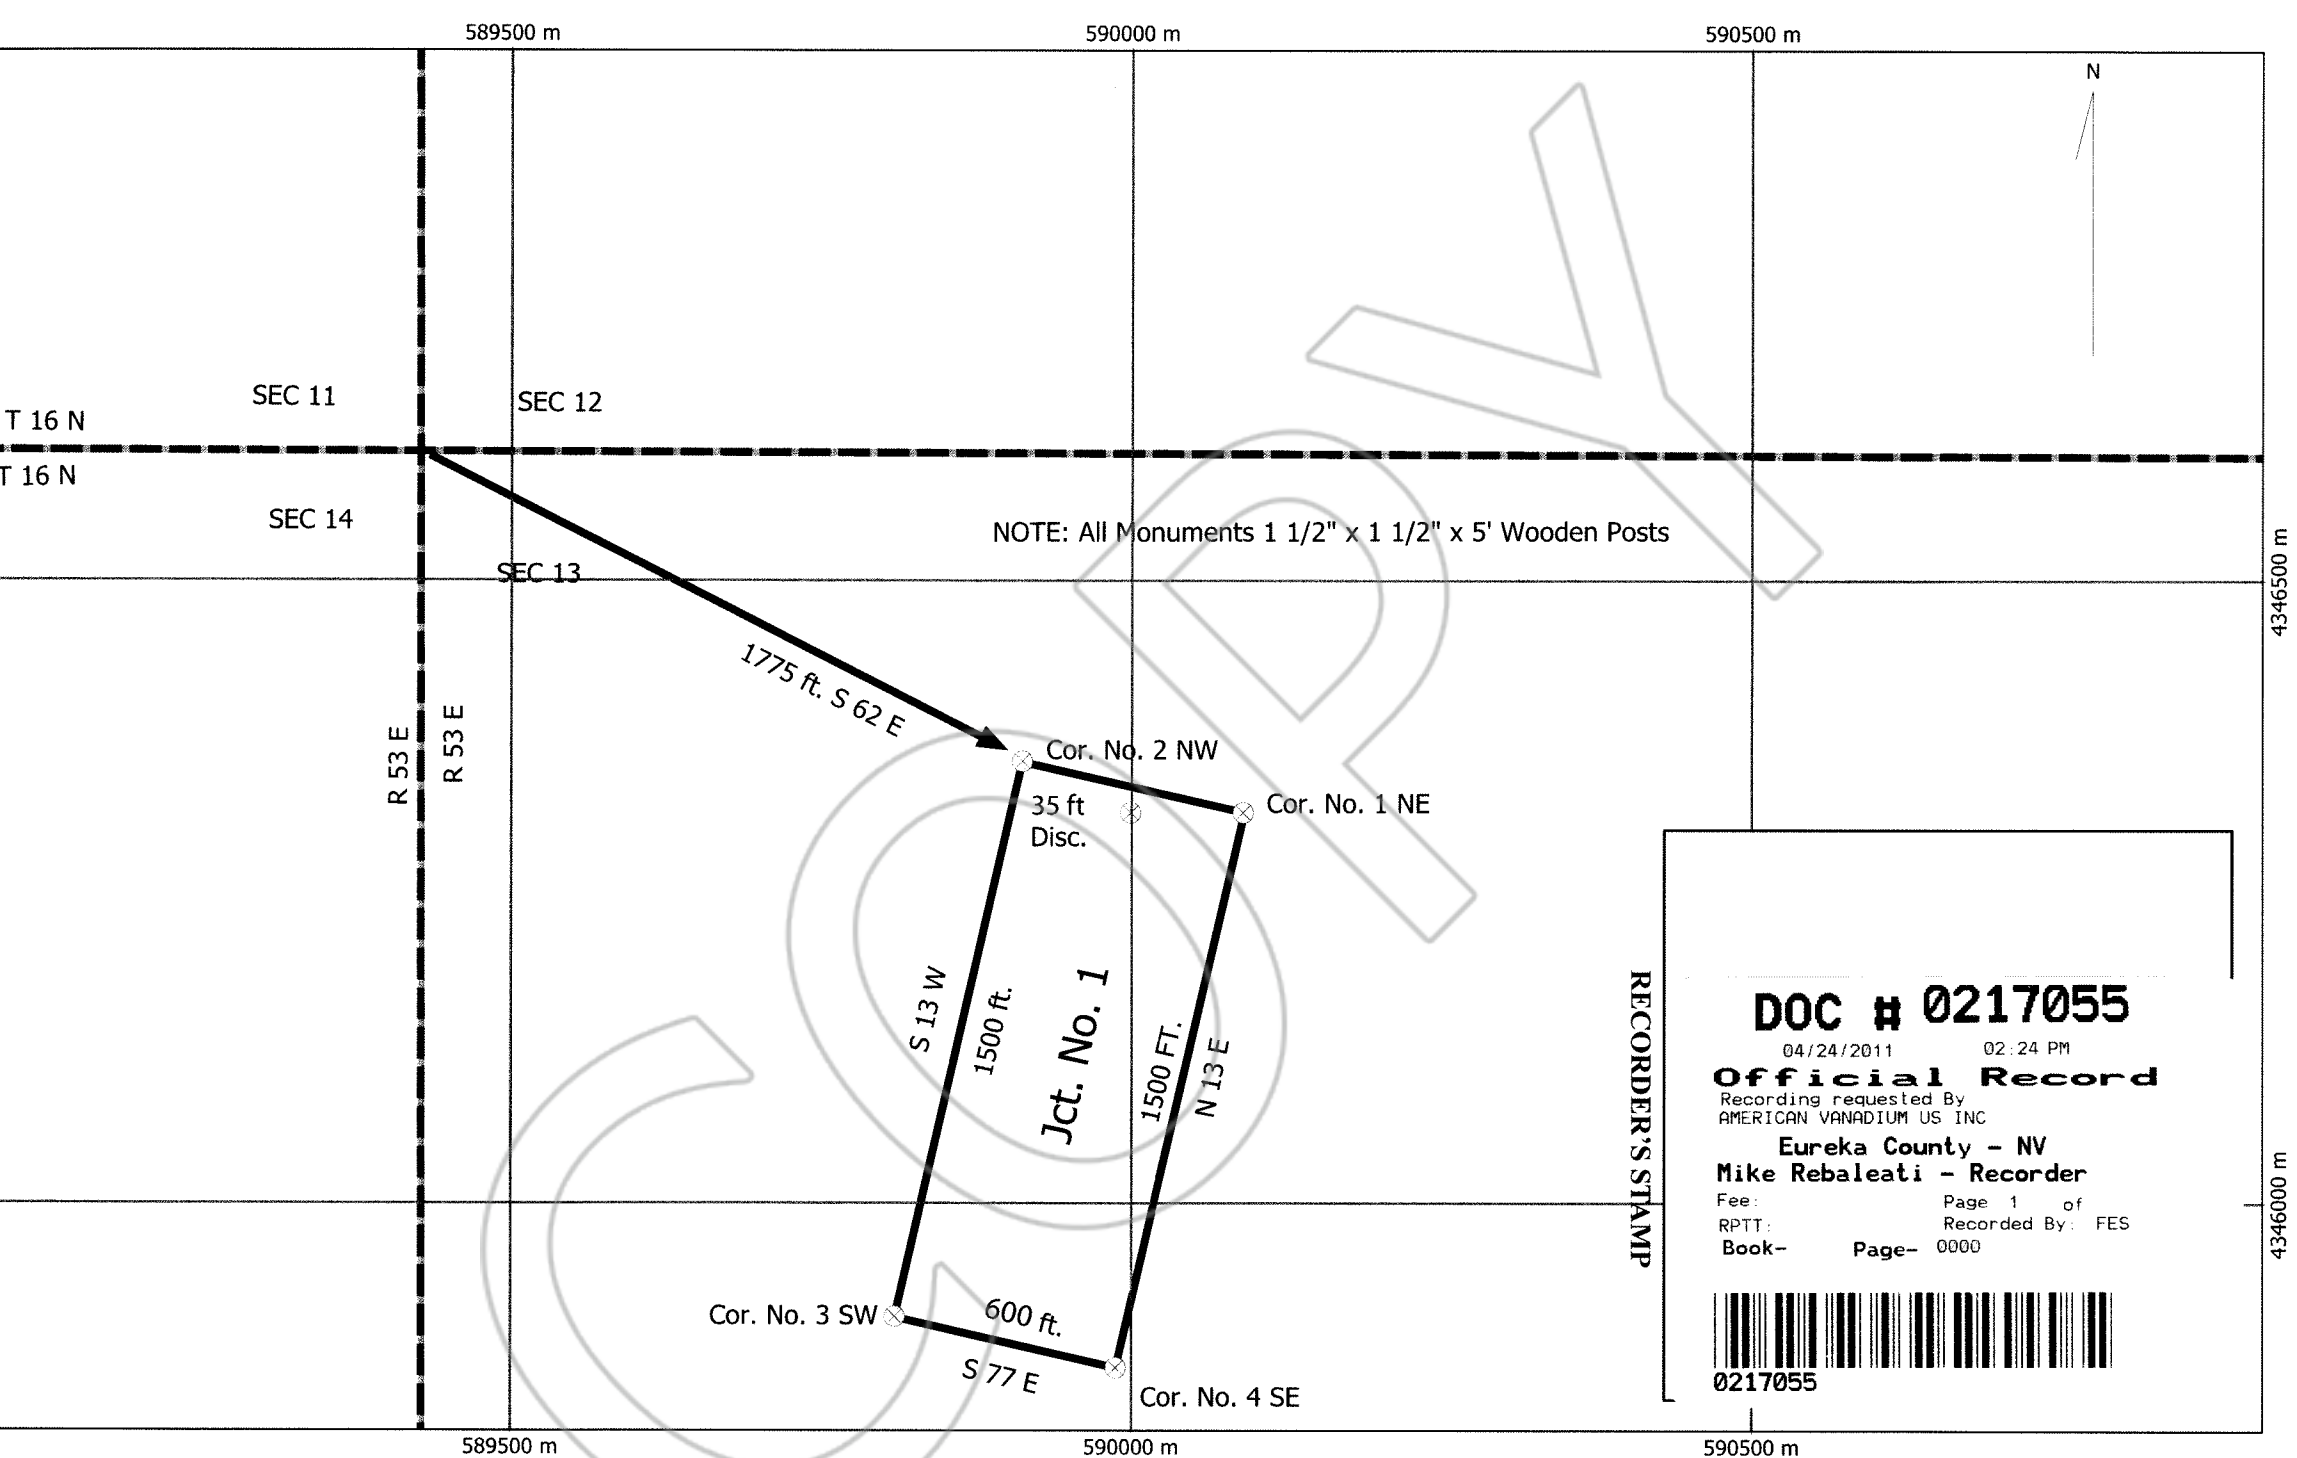 589500 m
590000 m
590500 m
N
SEC 11
SEC 12
T 16 N
T 16 N
SEC 14
NOTE: All Monuments 1 1/2" x 1 1/2" x 5' Wooden Posts
SEC 13
4346500 m
1775 ft. S 62 E
R 53 E
R 53 E
Cor. No. 2 NW
35 ft
Disc.
Cor. No. 1 NE
S 13 W
1500 ft.
Jct. No. 1
1500 FT.
N 13 E
COPY
RECORDER'S STAMP
DOC # 0217055
04/24/2011 02:24 PM
Official Record
Recording requested By
AMERICAN VANADIUM US INC
Eureka County - NV
Mike Rebaleati - Recorder
Fee: Page 1 of
RPTT: Recorded By: FES
Book- Page- 0000
0217055
4346000 m
Cor. No. 3 SW
600 ft.
S 77 E
Cor. No. 4 SE
589500 m
590000 m
590500 m